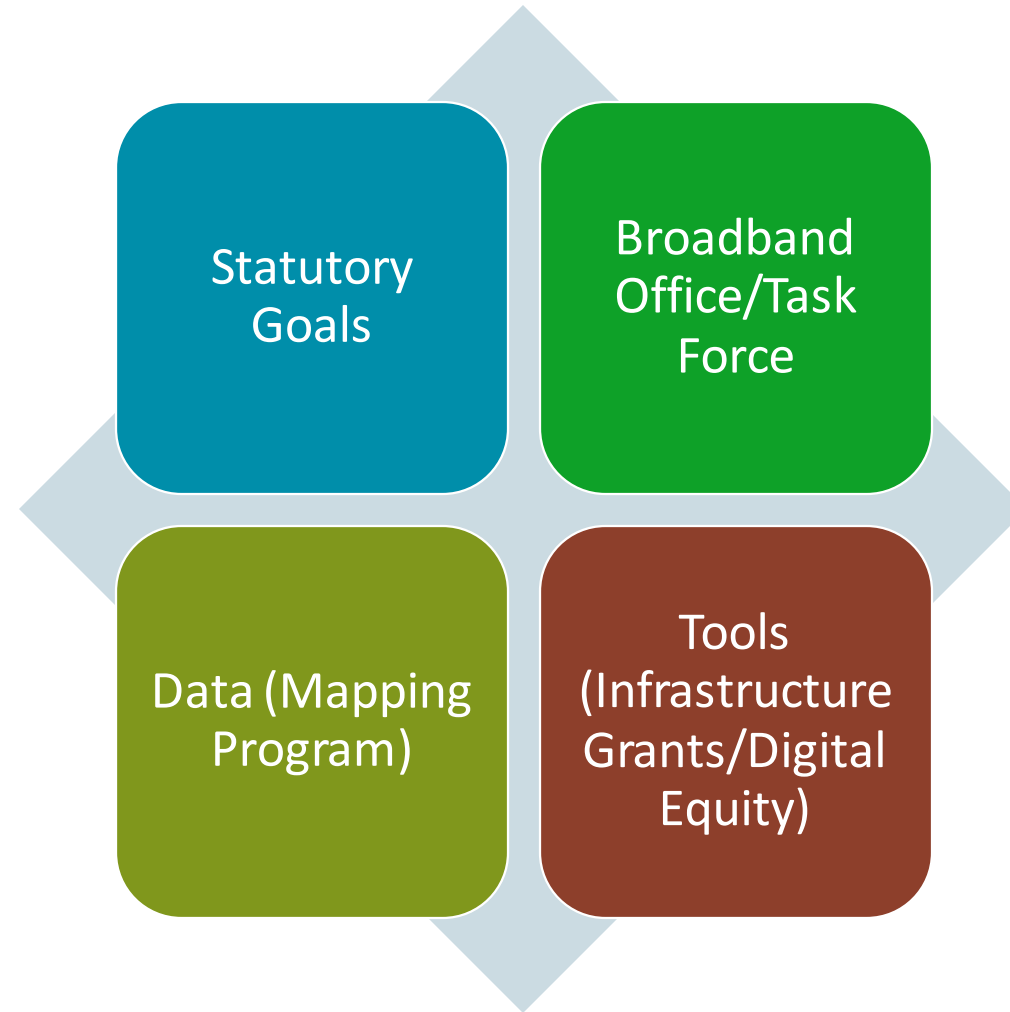 Statutory
Goals
Broadband
Office/Task
Force
Data (Mapping
Program)
Tools
(Infrastructure
Grants/Digital
Equity)